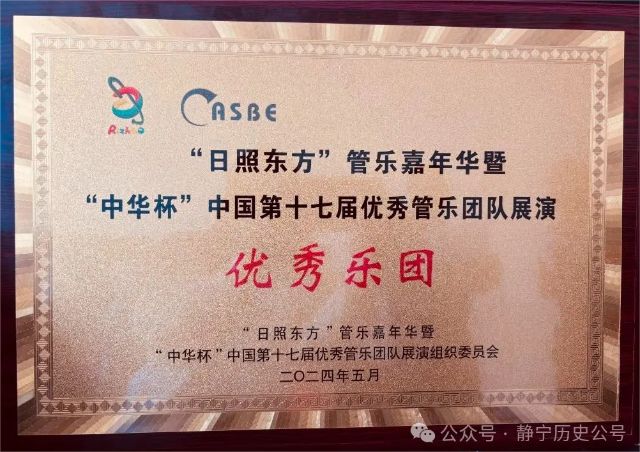 Rizhao
CASBE
“日照东方”管乐嘉年华暨
“中华杯”中国第十七届优秀管乐团队展演
优秀乐团
“日照东方”管乐嘉年华暨
“中华杯”中国第十七届优秀管乐团队展演组织委员会
二〇二四年五月
公众号·静宁历史公号